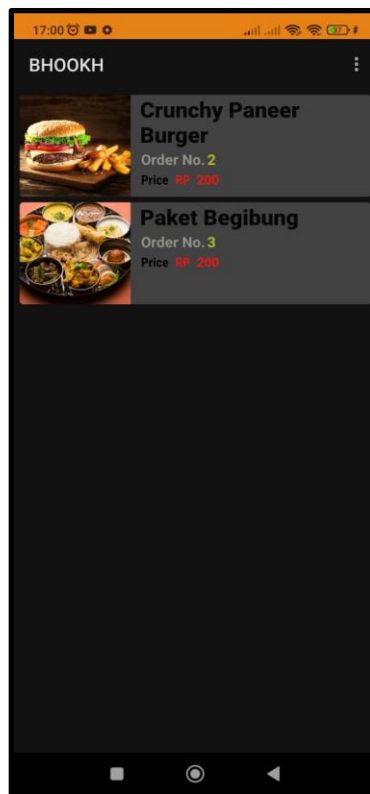 17:00
37
BHOOKH
Crunchy Paneer
Burger
Order No. 2
Price RP 200
Paket Begibung
Order No. 3
Price RP 200